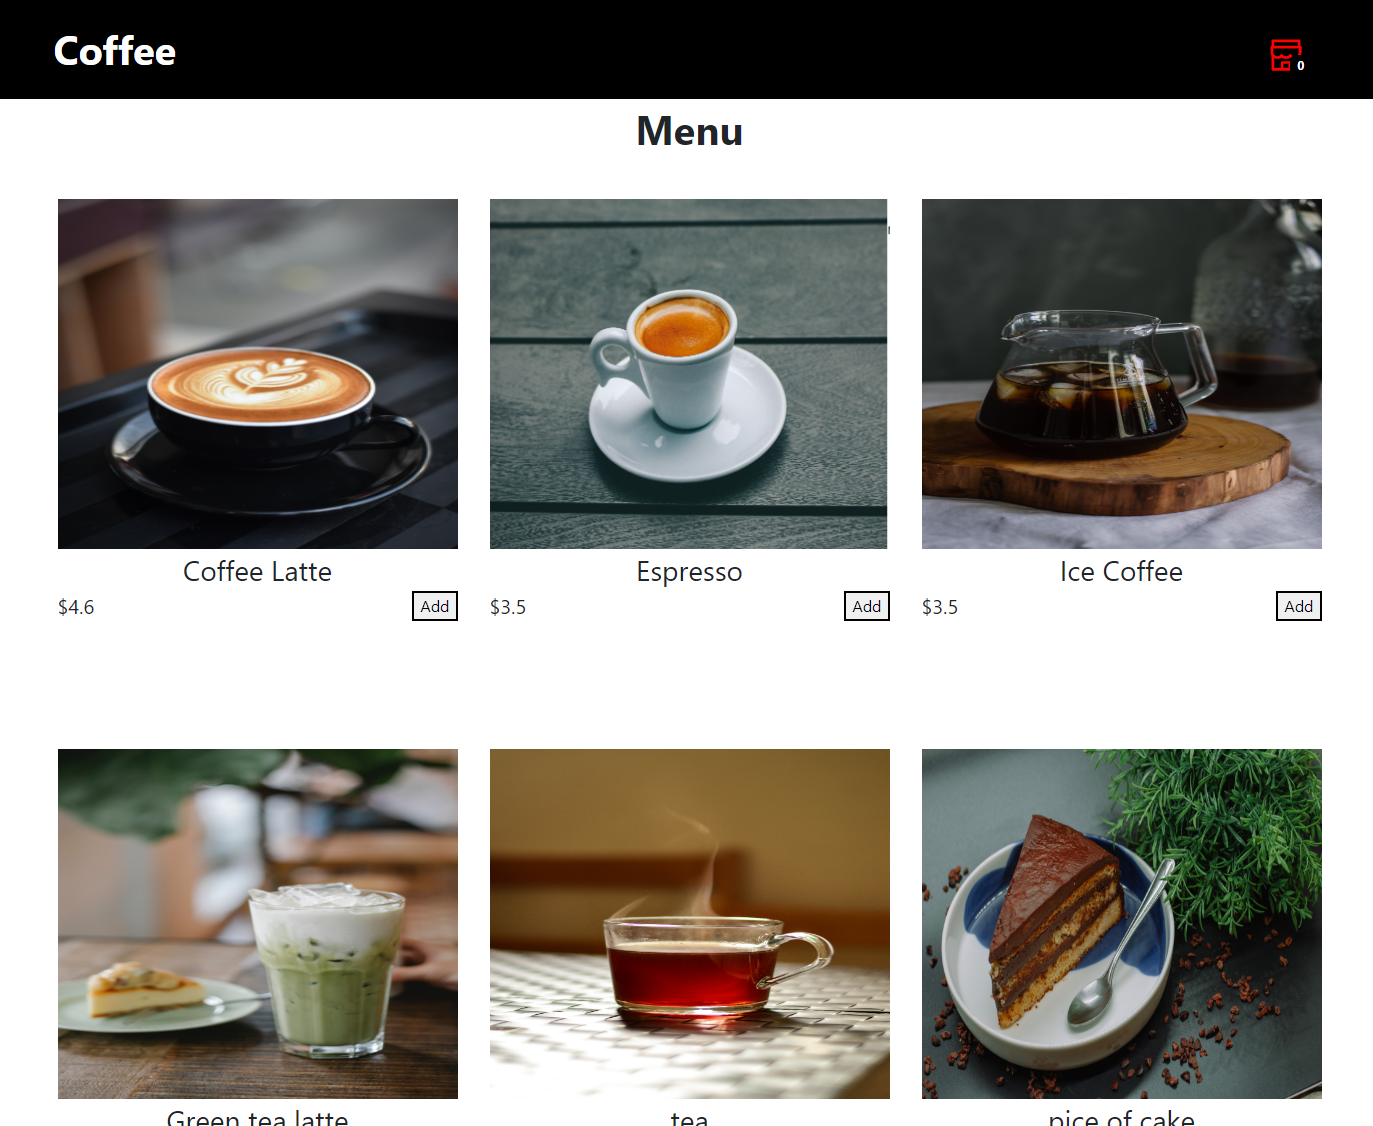 Coffee
0
Menu
Coffee Latte
Espresso
Ice Coffee
$4.6
Add
$3.5
Add
$3.5
Add
Green tea latte
tea
pice of cake